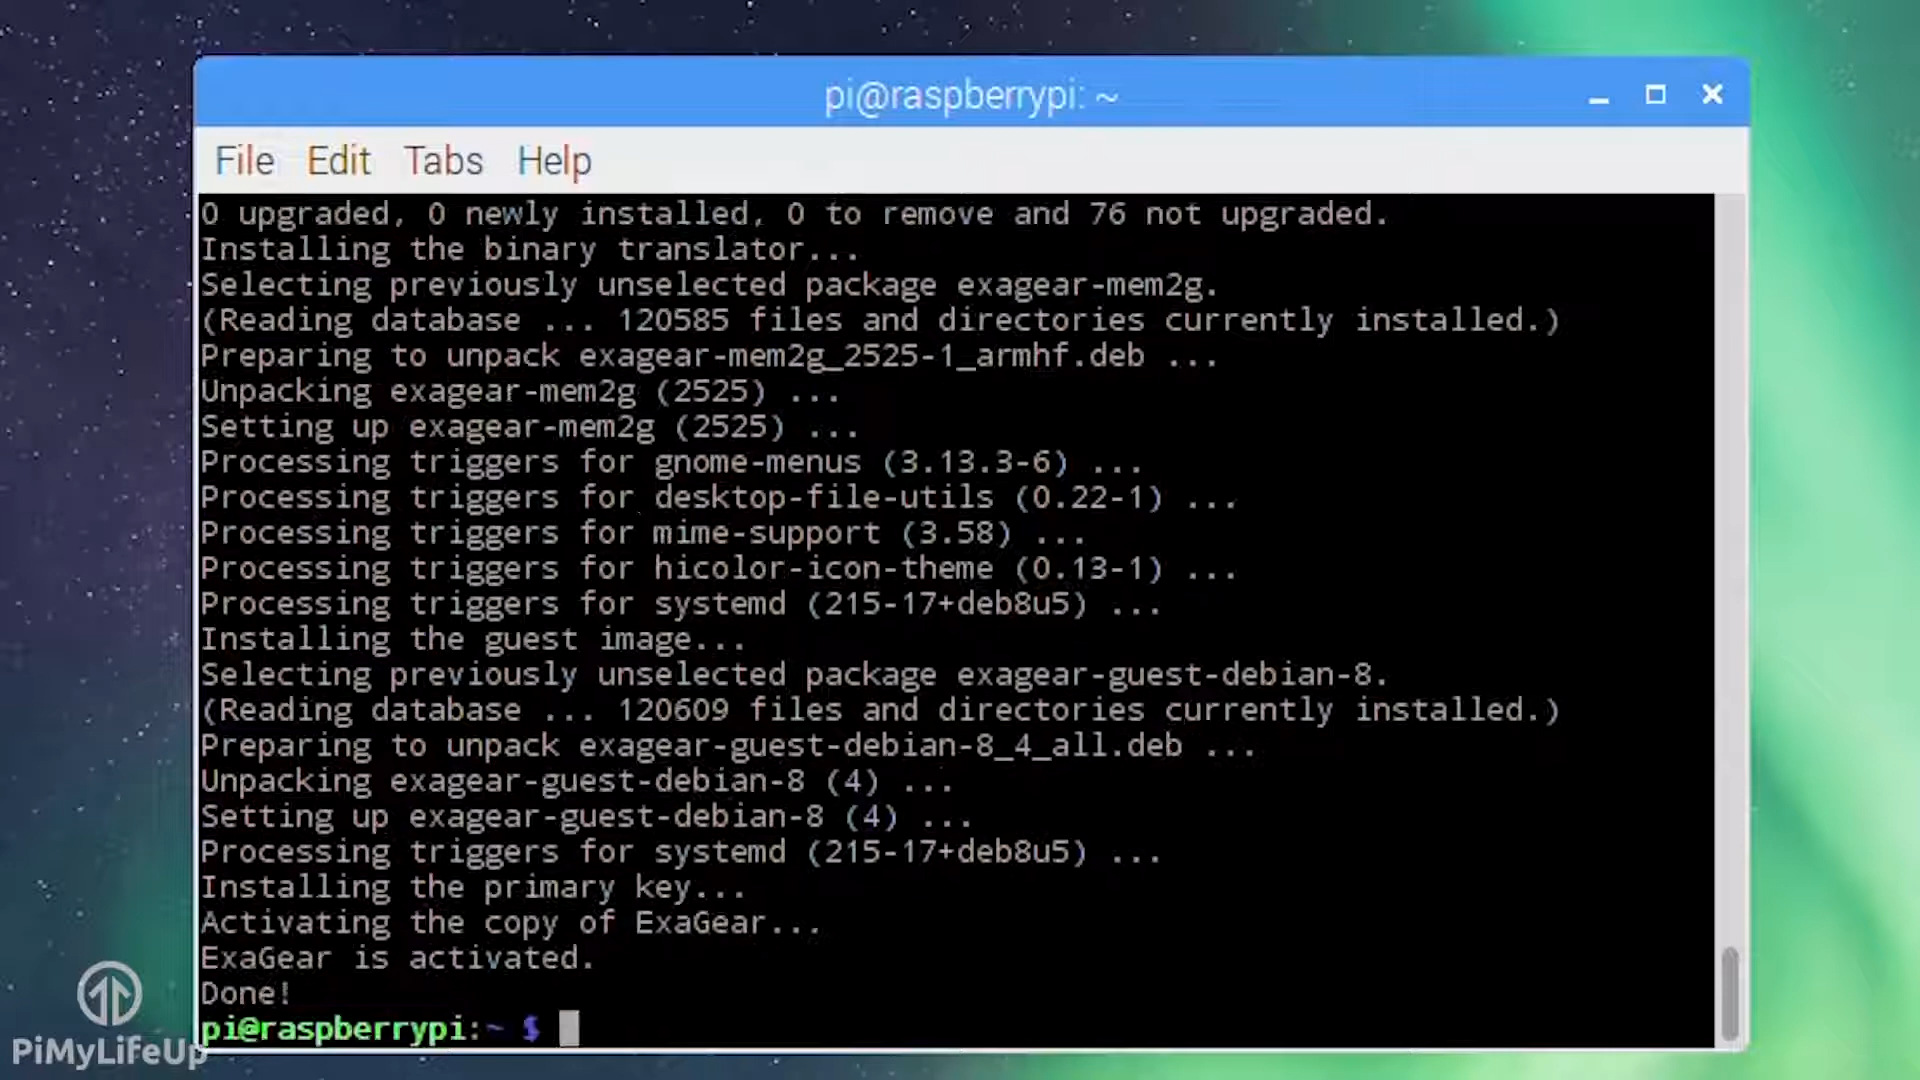 pi@raspberrypi: ~
File Edit Tabs Help
0 upgraded, 0 newly installed, 0 to remove and 76 not upgraded.
Installing the binary translator...
Selecting previously unselected package exagear-mem2g.
(Reading database ... 120585 files and directories currently installed.)
Preparing to unpack exagear-mem2g_2525-1_armhf.deb ...
Unpacking exagear-mem2g (2525) ...
Setting up exagear-mem2g (2525) ...
Processing triggers for gnome-menus (3.13.3-6) ...
Processing triggers for desktop-file-utils (0.22-1) ...
Processing triggers for mime-support (3.58) ...
Processing triggers for hicolor-icon-theme (0.13-1) ...
Processing triggers for systemd (215-17+deb8u5) ...
Installing the guest image...
Selecting previously unselected package exagear-guest-debian-8.
(Reading database ... 120609 files and directories currently installed.)
Preparing to unpack exagear-guest-debian-8_4_all.deb ...
Unpacking exagear-guest-debian-8 (4) ...
Setting up exagear-guest-debian-8 (4) ...
Processing triggers for systemd (215-17+deb8u5) ...
Installing the primary key...
Activating the copy of ExaGear...
ExaGear is activated.
Done!
pi@raspberrypi:~ $
PiMyLifeUp